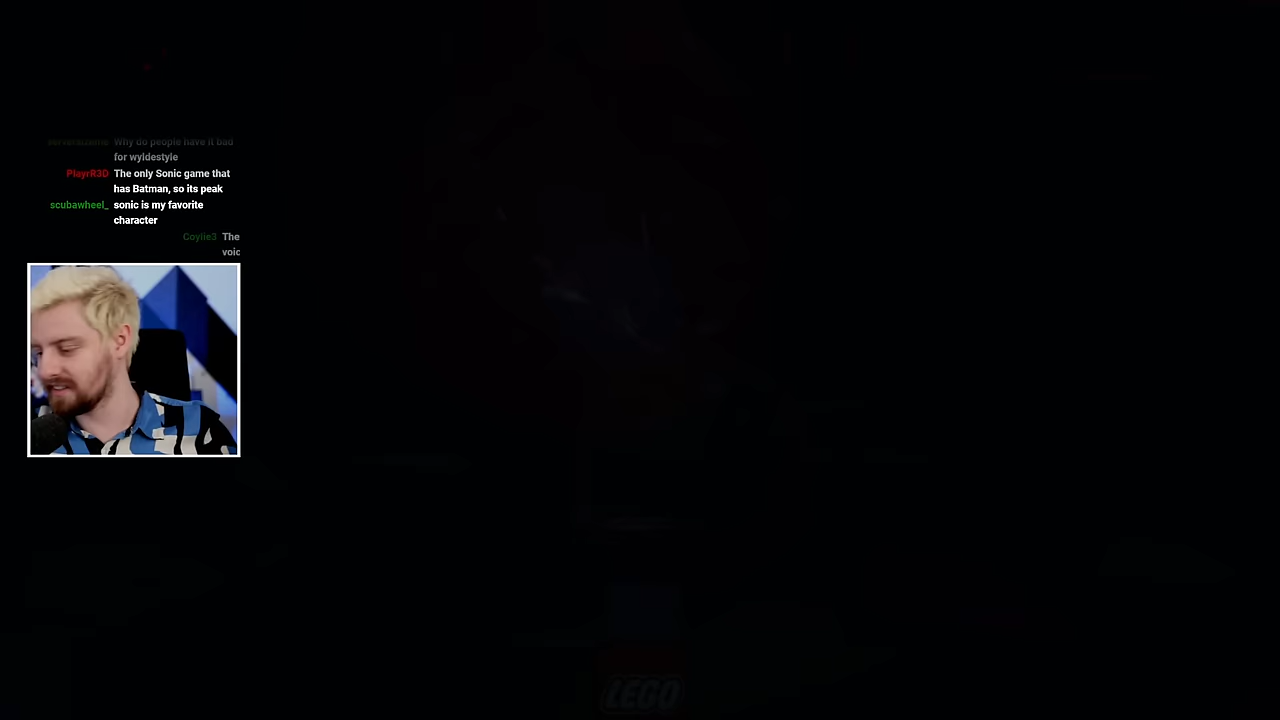 Why do people have it bad
for wyldestyle
PlayrR3D The only Sonic game that
has Batman, so its peak
scubawheel_ sonic is my favorite
character
Coylie3 The
voic
LEGO